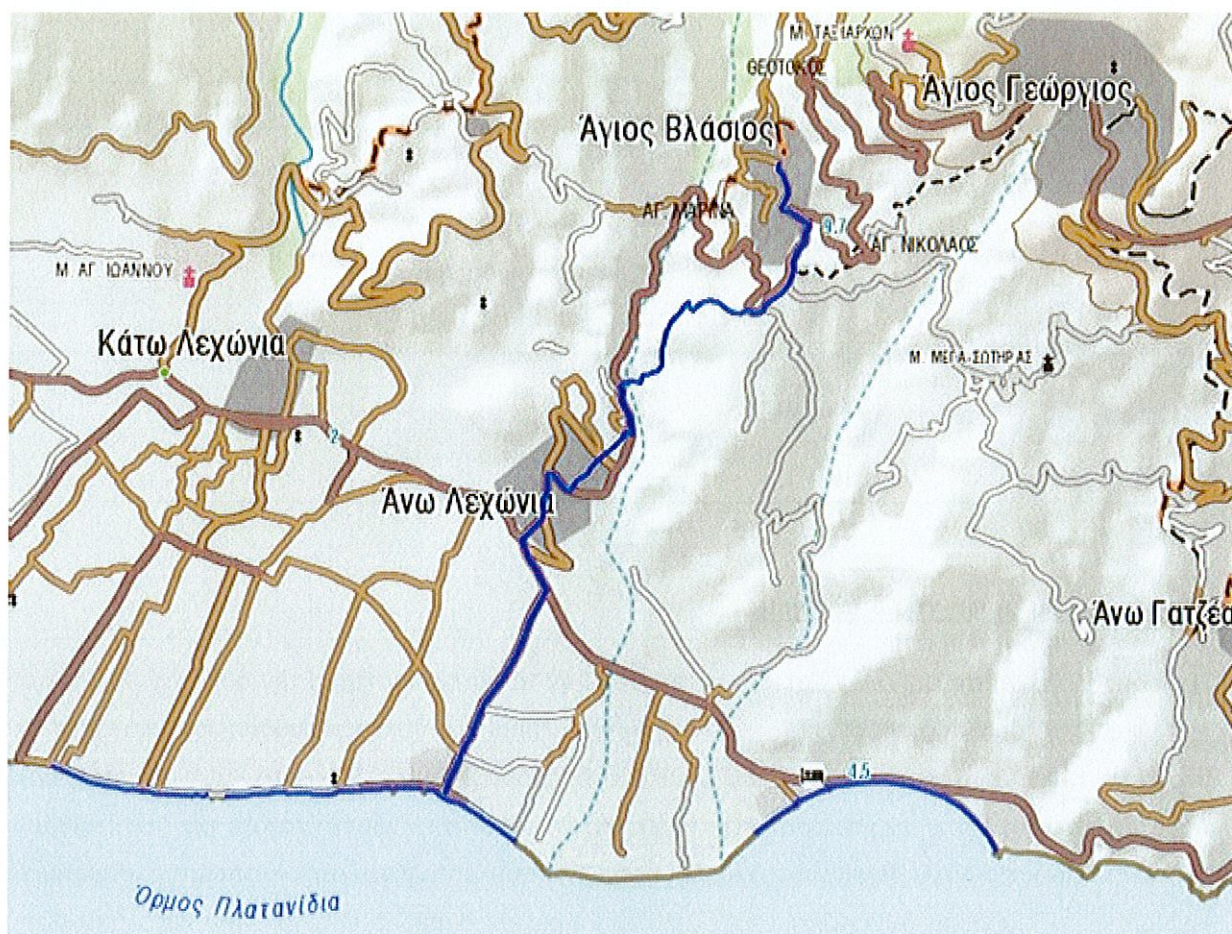 Μ. ΤΑΞΙΑΡΧΩΝ
ΘΕΟΤΟΚΟΣ
Άγιος Γεώργιος
Άγιος Βλάσιος
ΑΓ. ΜΑΡΙΝΑ
9.7
ΑΓ. ΝΙΚΟΛΑΟΣ
Μ. ΑΓ. ΙΩΑΝΝΟΥ
Κάτω Λεχώνια
Μ. ΜΕΓΑ-ΣΩΤΗΡΑΣ
2
Άνω Λεχώνια
Άνω Γατζέα
4.5
Όρμος Πλατανίδια